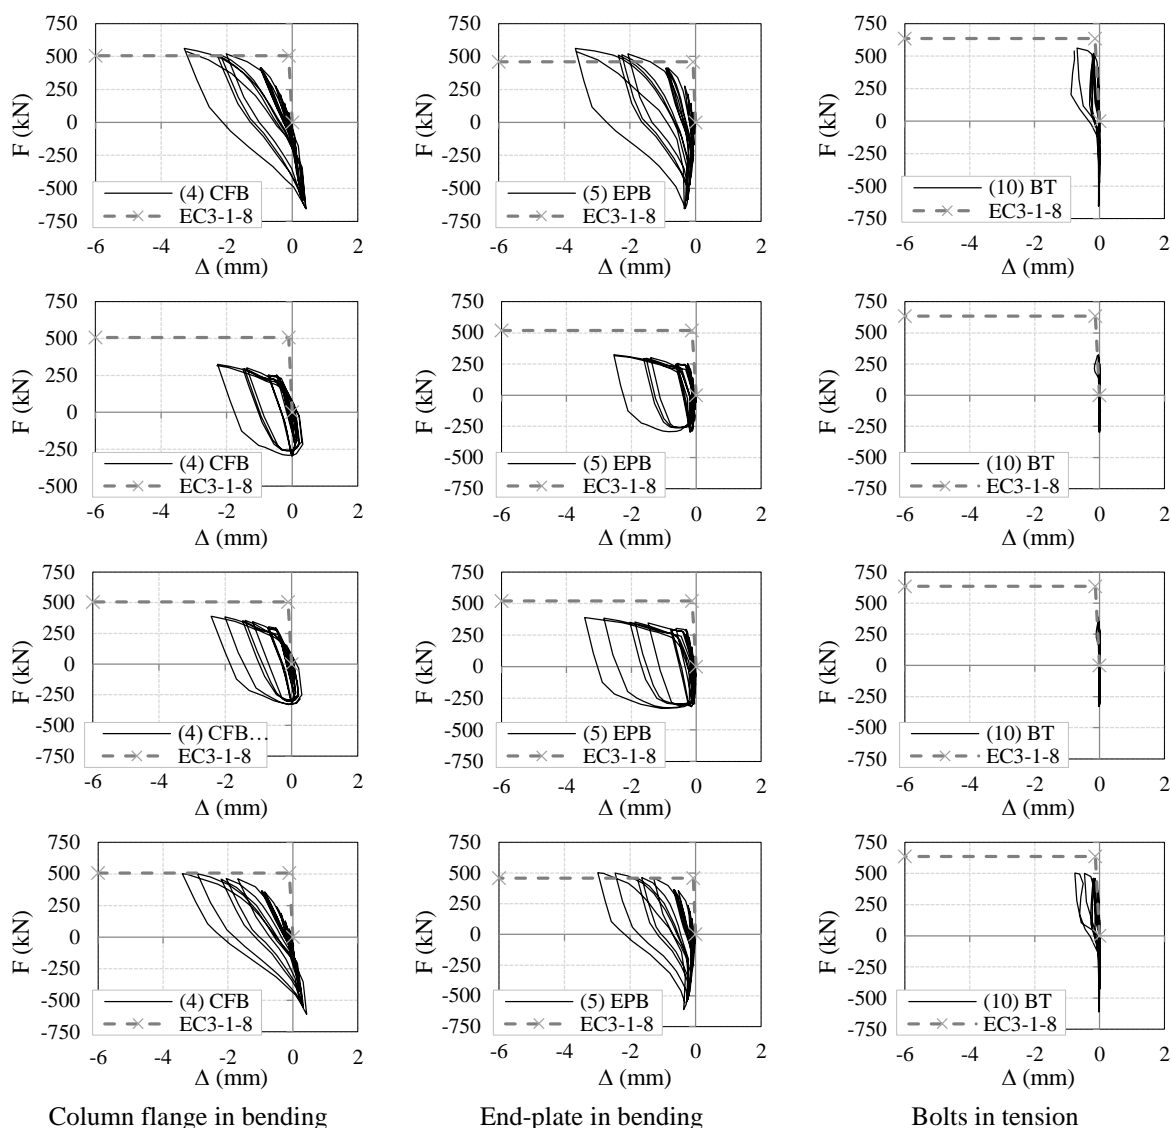 F (kN)
750
500
250
0
-250
-500
-750
(4) CFB
EC3-1-8
-6 -4 -2 0 2
Δ (mm)
F (kN)
750
500
250
0
-250
-500
-750
(5) EPB
EC3-1-8
-6 -4 -2 0 2
Δ (mm)
F (kN)
750
500
250
0
-250
-500
-750
(10) BT
EC3-1-8
-6 -4 -2 0 2
Δ (mm)
F (kN)
750
500
250
0
-250
-500
(4) CFB
EC3-1-8
-6 -4 -2 0 2
Δ (mm)
F (kN)
750
500
250
0
-250
-500
-750
(5) EPB
EC3-1-8
-6 -4 -2 0 2
Δ (mm)
F (kN)
750
500
250
0
-250
-500
-750
(10) BT
EC3-1-8
-6 -4 -2 0 2
Δ (mm)
F (kN)
750
500
250
0
-250
-500
-750
(4) CFB…
EC3-1-8
-6 -4 -2 0 2
Δ (mm)
F (kN)
750
500
250
0
-250
-500
-750
(5) EPB
EC3-1-8
-6 -4 -2 0 2
Δ (mm)
F (kN)
750
500
250
0
-250
-500
-750
(10) BT
EC3-1-8
-6 -4 -2 0 2
Δ (mm)
F (kN)
750
500
250
0
-250
-500
-750
(4) CFB
EC3-1-8
-6 -4 -2 0 2
Δ (mm)
F (kN)
750
500
250
0
-250
-500
-750
(5) EPB
EC3-1-8
-6 -4 -2 0 2
Δ (mm)
F (kN)
750
500
250
0
-250
-500
-750
(10) BT
EC3-1-8
-6 -4 -2 0 2
Δ (mm)
Column flange in bending
End-plate in bending
Bolts in tension